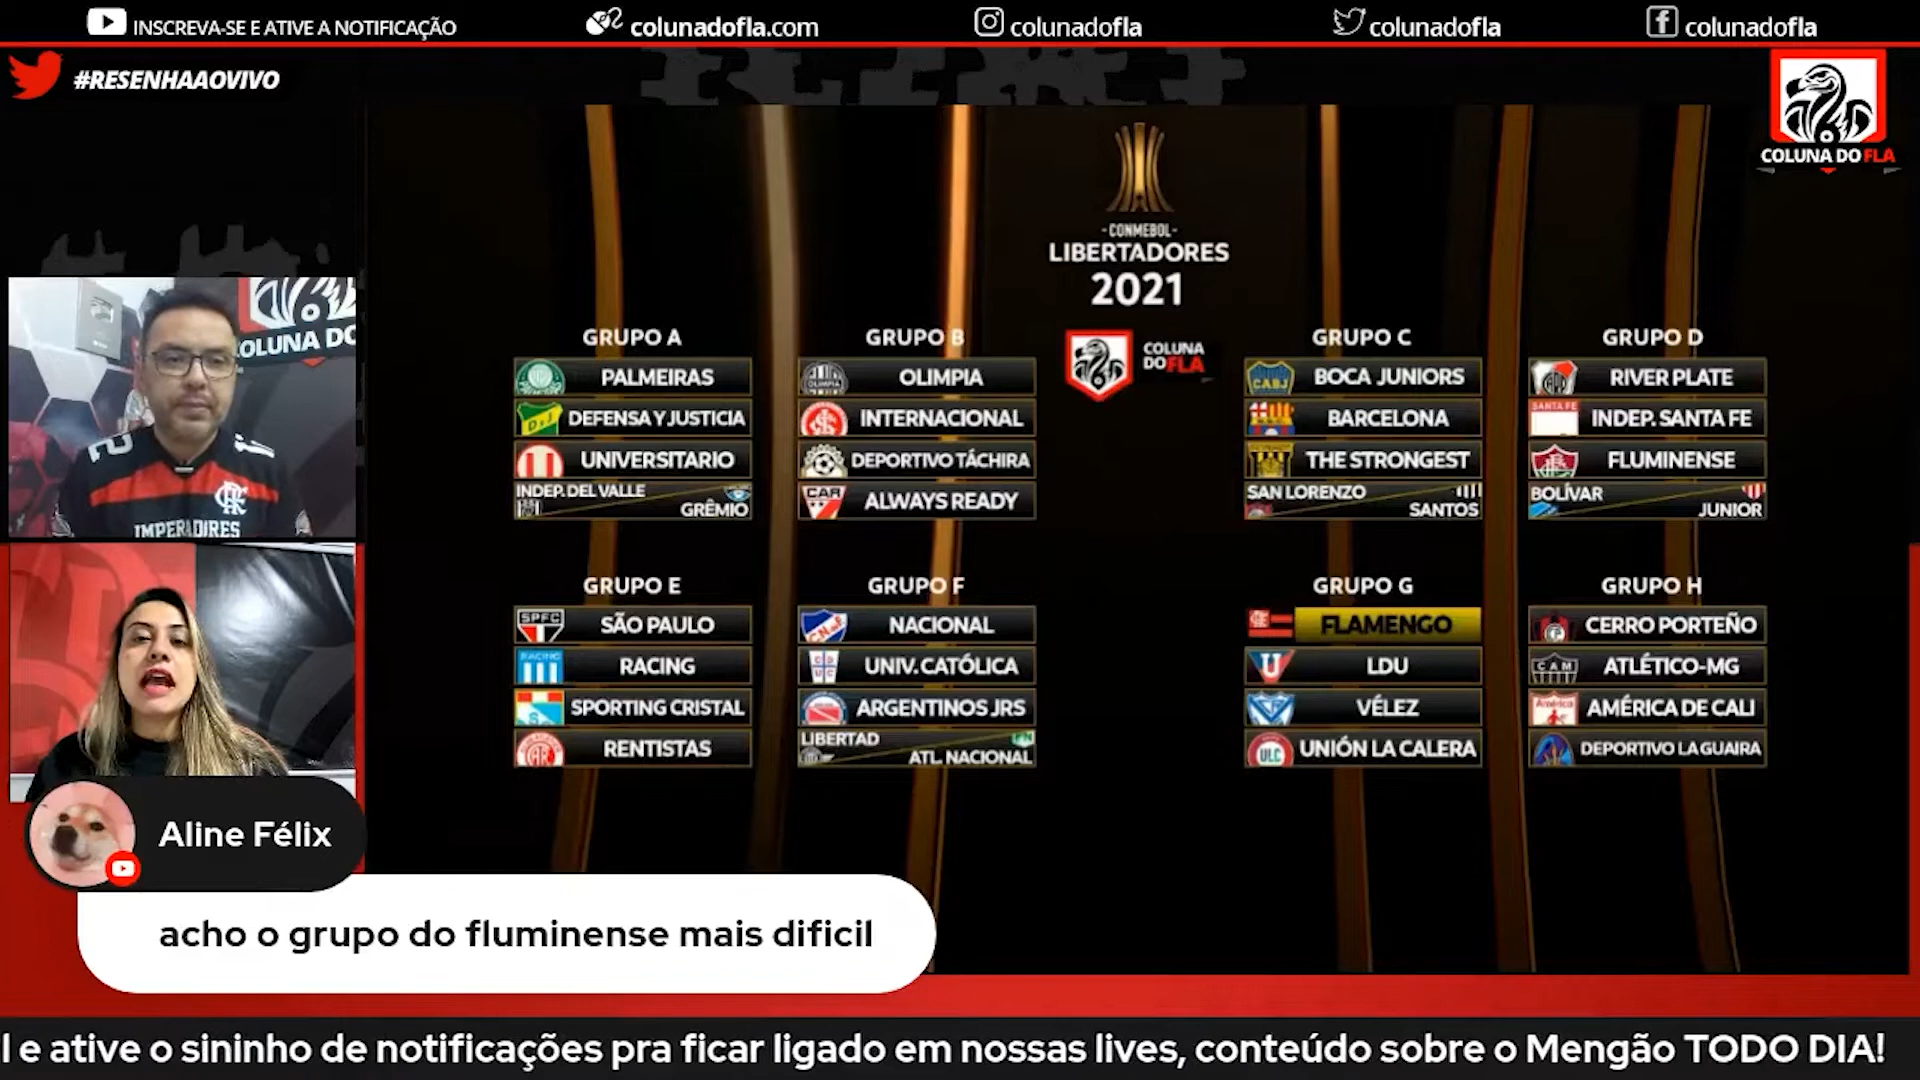 INSCREVA-SE E ATIVE A NOTIFICAÇÃO
colunadofla.com
colunadofla
colunadofla
colunadofla
#RESENHAAOVIVO
COLUNA DO FLA
OLUNA DO
IMPERADORES
-CONMEBOL-
LIBERTADORES
2021
COLUNA
DOFLA
GRUPO A
PALMEIRAS
DEFENSA Y JUSTICIA
UNIVERSITARIO
INDEP. DEL VALLE
GRÊMIO
GRUPO B
OLIMPIA
INTERNACIONAL
DEPORTIVO TÁCHIRA
ALWAYS READY
GRUPO C
BOCA JUNIORS
BARCELONA
THE STRONGEST
SAN LORENZO
SANTOS
GRUPO D
RIVER PLATE
INDEP. SANTA FE
FLUMINENSE
BOLÍVAR
JUNIOR
GRUPO E
SÃO PAULO
RACING
SPORTING CRISTAL
RENTISTAS
GRUPO F
NACIONAL
UNIV. CATÓLICA
ARGENTINOS JRS
LIBERTAD
ATL. NACIONAL
GRUPO G
FLAMENGO
LDU
VÉLEZ
UNIÓN LA CALERA
GRUPO H
CERRO PORTEÑO
ATLÉTICO-MG
AMÉRICA DE CALI
DEPORTIVO LA GUAIRA
Aline Félix
acho o grupo do fluminense mais dificil
l e ative o sininho de notificações pra ficar ligado em nossas lives, conteúdo sobre o Mengão TODO DIA!